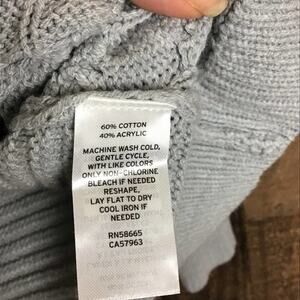 60% COTTON
40% ACRYLIC
MACHINE WASH COLD,
GENTLE CYCLE,
WITH LIKE COLORS
ONLY NON-CHLORINE
BLEACH IF NEEDED
RESHAPE,
LAY FLAT TO DRY
COOL IRON IF
NEEDED
RN58665
CA57963